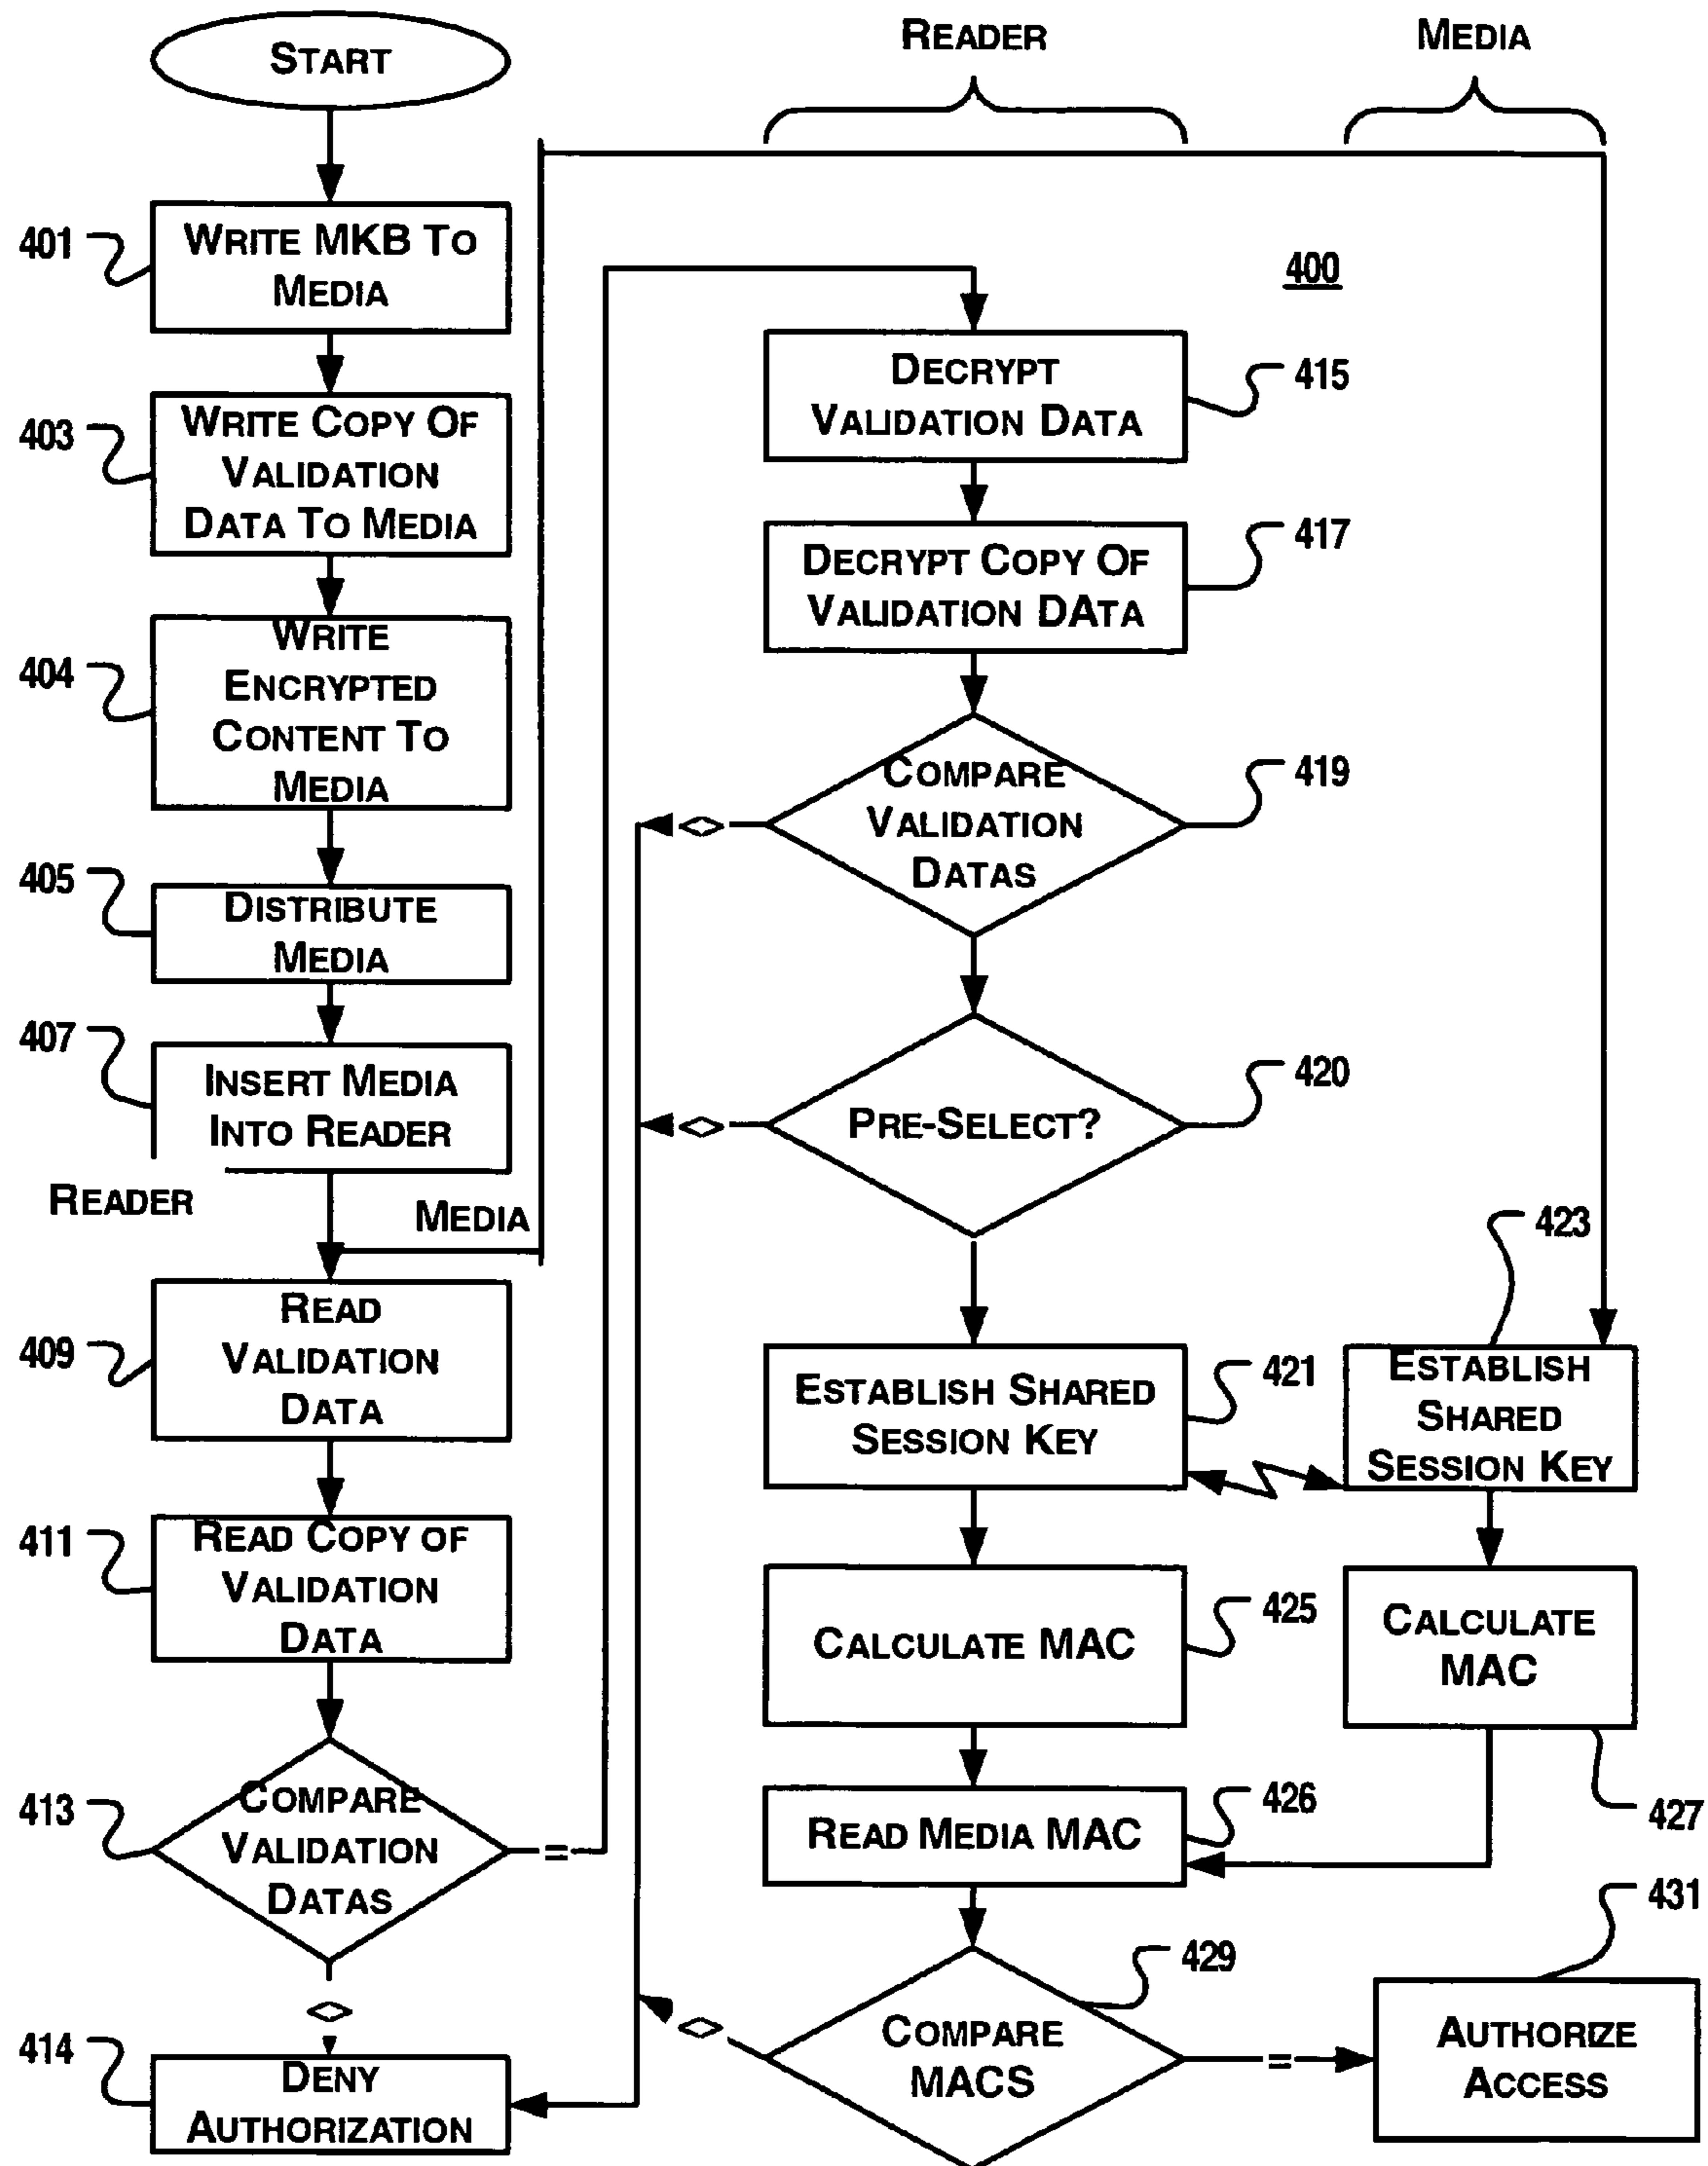 START
401
WRITE MKB TO
MEDIA
403
WRITE COPY OF
VALIDATION
DATA TO MEDIA
404
WRITE
ENCRYPTED
CONTENT TO
MEDIA
405
DISTRIBUTE
MEDIA
407
INSERT MEDIA
INTO READER
READER
MEDIA
409
READ
VALIDATION
DATA
411
READ COPY OF
VALIDATION
DATA
413
COMPARE
VALIDATION
DATAS
=
<>
414
DENY
AUTHORIZATION
READER
MEDIA
400
DECRYPT
VALIDATION DATA
415
DECRYPT COPY OF
VALIDATION DATA
417
COMPARE
VALIDATION
DATAS
419
<>
PRE-SELECT?
420
<>
ESTABLISH SHARED
SESSION KEY
421
423
ESTABLISH
SHARED
SESSION KEY
CALCULATE MAC
425
CALCULATE
MAC
427
READ MEDIA MAC
426
COMPARE
MACS
429
<>
=
431
AUTHORIZE
ACCESS